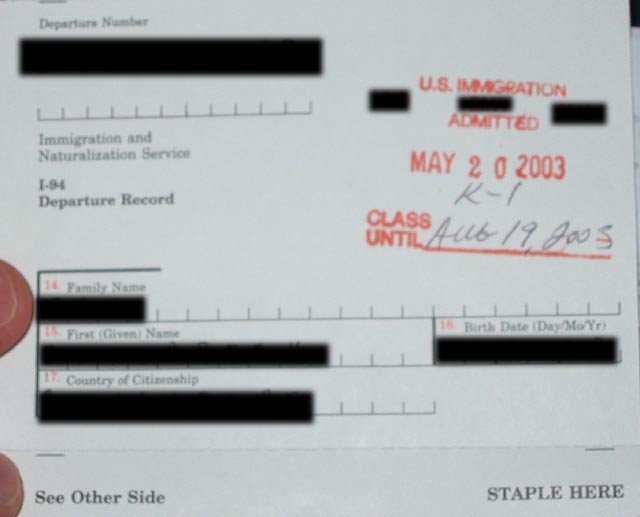 Departure Number
U.S. IMMIGRATION
ADMITTED
MAY 20 2003
Immigration and
Naturalization Service
I-94
Departure Record
K-1
CLASS
UNTIL AUG 19, 2003
14. Family Name
15. First (Given) Name
16. Birth Date (Day/Mo/Yr)
17. Country of Citizenship
See Other Side
STAPLE HERE